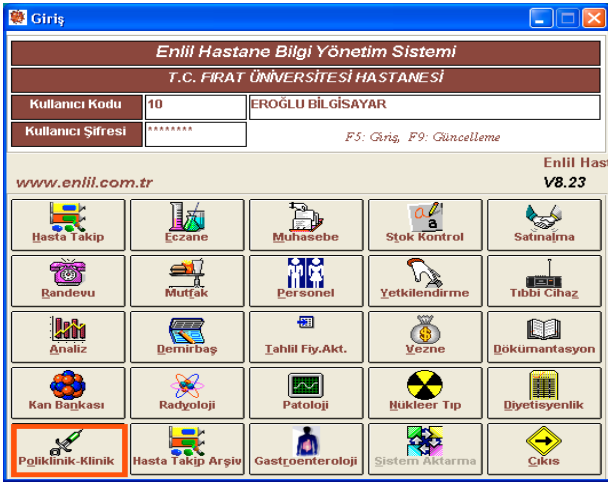 Giriş
Enlil Hastane Bilgi Yönetim Sistemi
T.C. FIRAT ÜNİVERSİTESİ HASTANESİ
Kullanıcı Kodu 10 EROĞLU BİLGİSAYAR
Kullanıcı Şifresi ******** F5: Giriş, F9: Güncelleme
Enlil Has
www.enlil.com.tr V8.23
Hasta Takip Eczane Muhasebe Stok Kontrol Satınalma
Randevu Mutfak Personel Yetkilendirme Tıbbi Cihaz
Analiz Demirbaş Tahlil Fiy.Akt. Vezne Dökümantasyon
Kan Bankası Radyoloji Patoloji Nükleer Tıp Diyetisyenlik
Poliklinik-Klinik Hasta Takip Arşiv Gastroenteroloji Sistem Aktarma Çıkıs